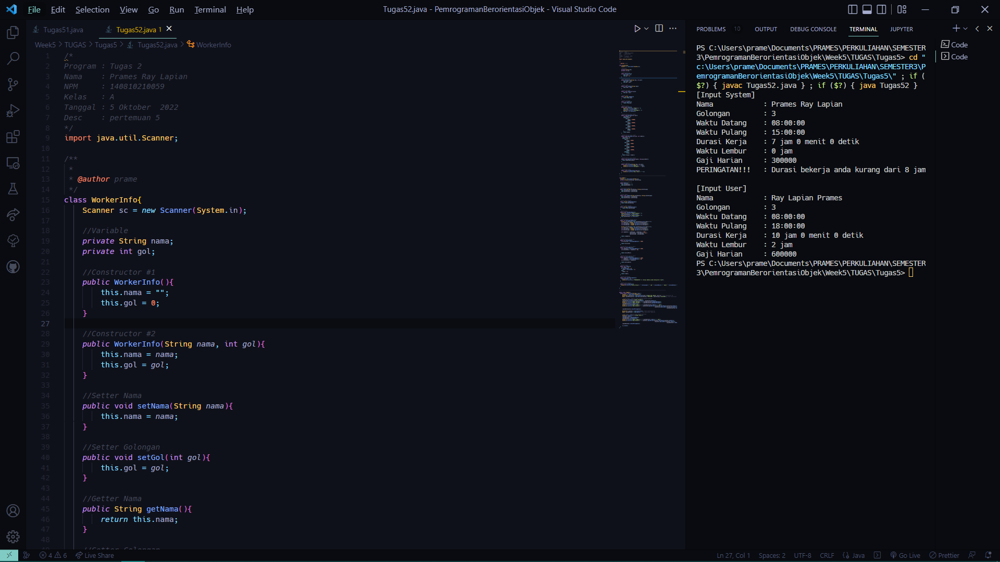 File Edit Selection View Go Run Terminal Help
Tugas52.java - PemrogramanBerorientasiObjek - Visual Studio Code
Tugas51.java
Tugas52.java 1
Week5 > TUGAS > Tugas5 > Tugas52.java > WorkerInfo
1 /*
2 Program : Tugas 2
3 Nama    : Prames Ray Lapian
4 NPM     : 140810210059
5 Kelas   : A
6 Tanggal : 5 Oktober  2022
7 Desc    : pertemuan 5
8 */
9 import java.util.Scanner;
10
11 /**
12  *
13  * @author prame
14  */
15 class WorkerInfo{
16     Scanner sc = new Scanner(System.in);
17
18     //Variable
19     private String nama;
20     private int gol;
21
22     //Constructor #1
23     public WorkerInfo(){
24         this.nama = "";
25         this.gol = 0;
26     }
27
28     //Constructor #2
29     public WorkerInfo(String nama, int gol){
30         this.nama = nama;
31         this.gol = gol;
32     }
33
34     //Setter Nama
35     public void setNama(String nama){
36         this.nama = nama;
37     }
38
39     //Setter Golongan
40     public void setGol(int gol){
41         this.gol = gol;
42     }
43
44     //Getter Nama
45     public String getNama(){
46         return this.nama;
47     }
48
49     //Getter Golongan
PROBLEMS 10 OUTPUT DEBUG CONSOLE TERMINAL JUPYTER
PS C:\Users\prame\Documents\PRAMES\PERKULIAHAN\SEMESTER
3\PemrogramanBerorientasiObjek\Week5\TUGAS\Tugas5> cd "
c:\Users\prame\Documents\PRAMES\PERKULIAHAN\SEMESTER3\P
emrogramanBerorientasiObjek\Week5\TUGAS\Tugas5\" ; if (
$?) { javac Tugas52.java } ; if ($?) { java Tugas52 }
[Input System]
Nama            : Prames Ray Lapian
Golongan        : 3
Waktu Datang    : 08:00:00
Waktu Pulang    : 15:00:00
Durasi Kerja    : 7 jam 0 menit 0 detik
Waktu Lembur    : 0 jam
Gaji Harian     : 300000
PERINGATAN!!!   : Durasi bekerja anda kurang dari 8 jam

[Input User]
Nama            : Ray Lapian Prames
Golongan        : 3
Waktu Datang    : 08:00:00
Waktu Pulang    : 18:00:00
Durasi Kerja    : 10 jam 0 menit 0 detik
Waktu Lembur    : 2 jam
Gaji Harian     : 600000
PS C:\Users\prame\Documents\PRAMES\PERKULIAHAN\SEMESTER
3\PemrogramanBerorientasiObjek\Week5\TUGAS\Tugas5>
Code
Code
4 6 Live Share
Ln 27, Col 1 Spaces: 2 UTF-8 CRLF {} Java Go Live Prettier